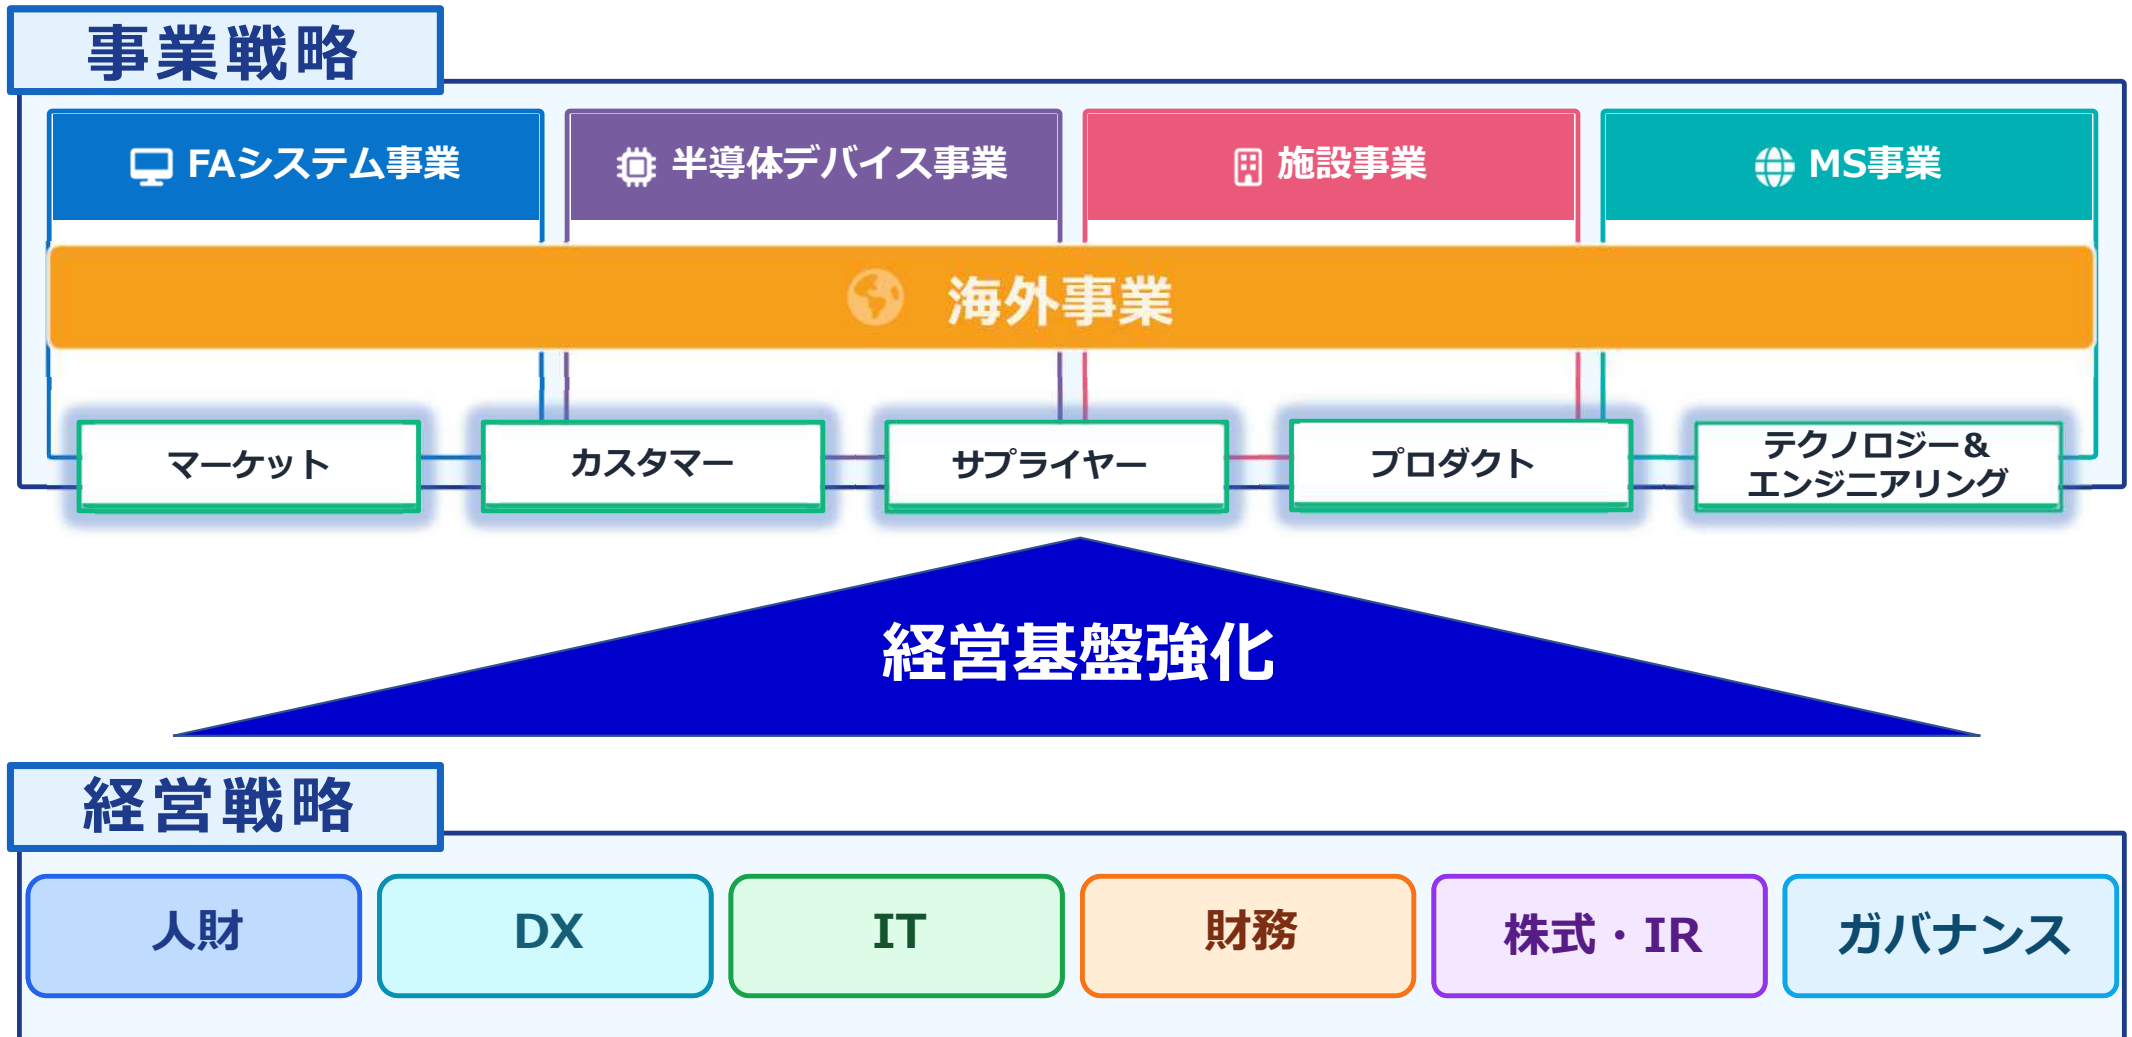 事業戦略
FAシステム事業
半導体デバイス事業
施設事業
MS事業
海外事業
マーケット
カスタマー
サプライヤー
プロダクト
テクノロジー＆
エンジニアリング
経営基盤強化
経営戦略
人財
DX
IT
財務
株式・IR
ガバナンス